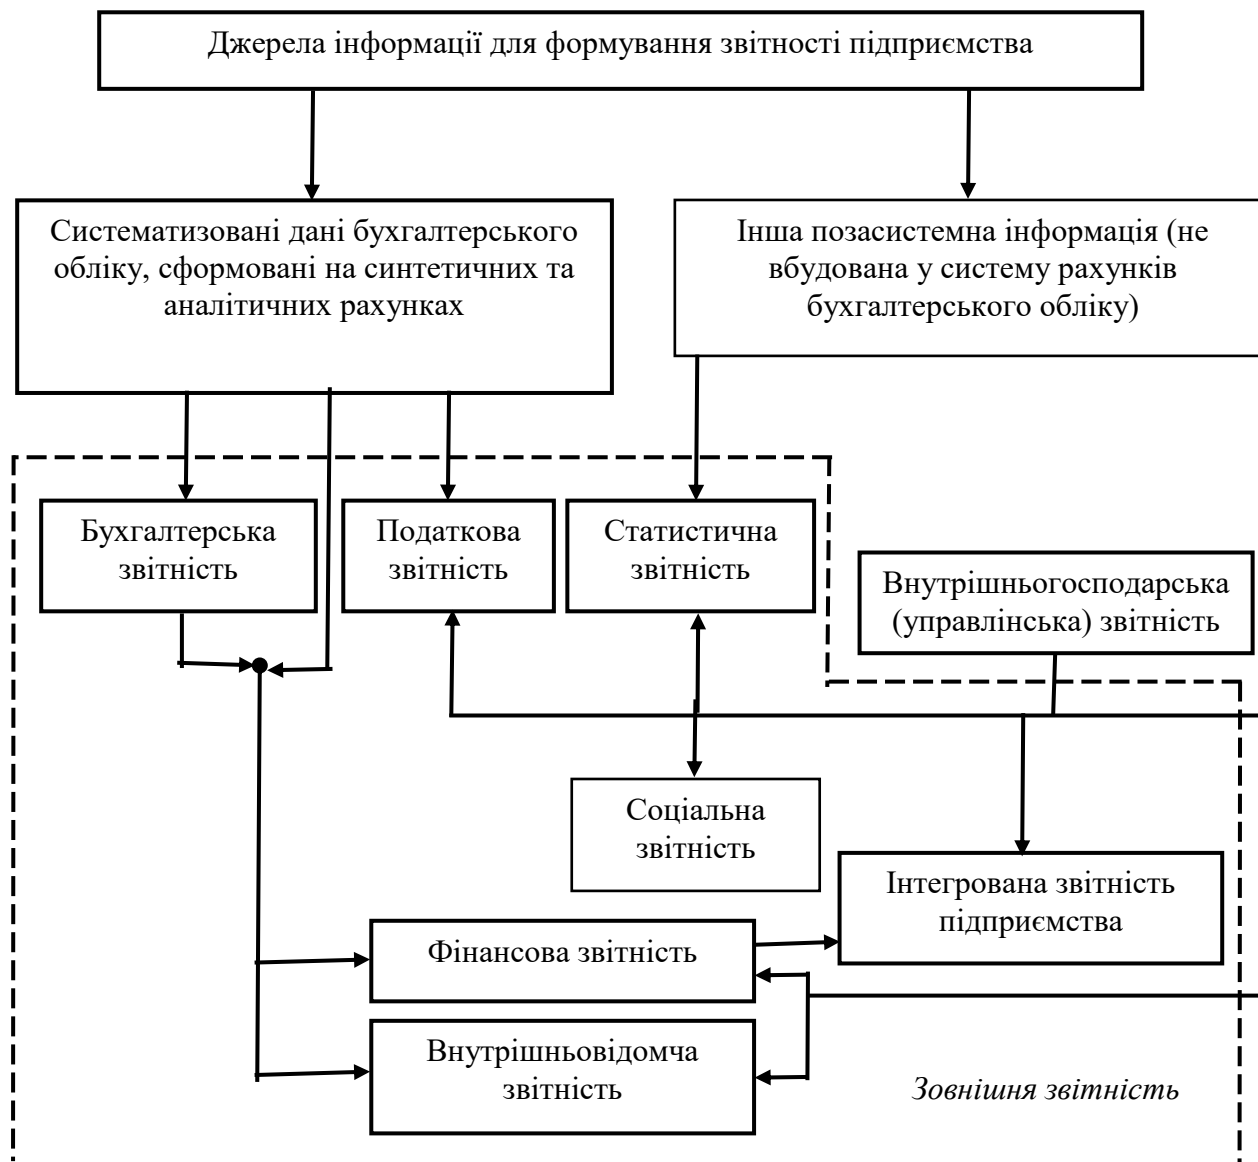 Джерела інформації для формування звітності підприємства
Систематизовані дані бухгалтерського
обліку, сформовані на синтетичних та
аналітичних рахунках
Інша позасистемна інформація (не
вбудована у систему рахунків
бухгалтерського обліку)
Бухгалтерська
звітність
Податкова
звітність
Статистична
звітність
Внутрішньогосподарська
(управлінська) звітність
Соціальна
звітність
Інтегрована звітність
підприємства
Фінансова звітність
Внутрішньовідомча
звітність
Зовнішня звітність